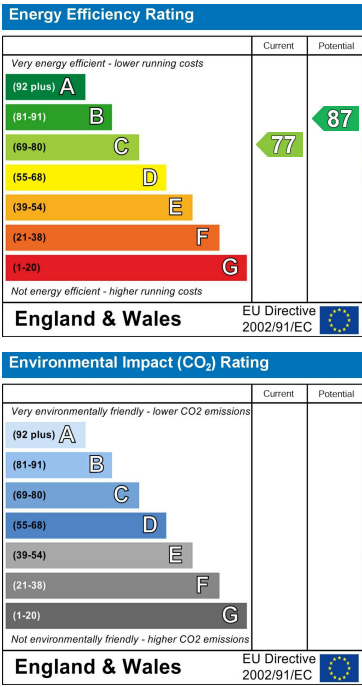 Energy Efficiency Rating
Current Potential
Very energy efficient - lower running costs
(92 plus) A
(81-91) B 87
(69-80) C 77
(55-68) D
(39-54) E
(21-38) F
(1-20) G
Not energy efficient - higher running costs
England & Wales EU Directive
2002/91/EC
Environmental Impact (CO₂) Rating
Current Potential
Very environmentally friendly - lower CO2 emissions
(92 plus) A
(81-91) B
(69-80) C
(55-68) D
(39-54) E
(21-38) F
(1-20) G
Not environmentally friendly - higher CO2 emissions
England & Wales EU Directive
2002/91/EC